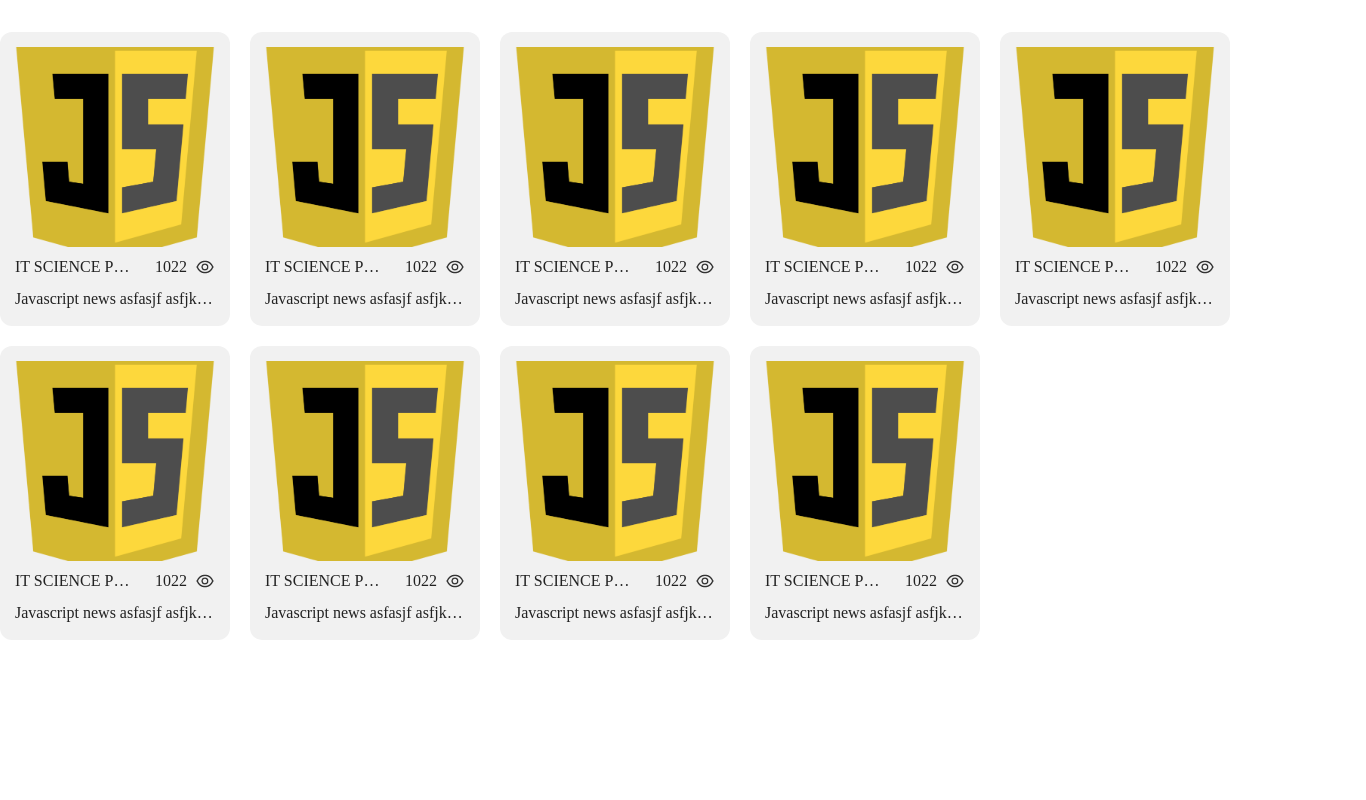 JS JS JS JS JS
IT SCIENCE P… 1022 IT SCIENCE P… 1022 IT SCIENCE P… 1022 IT SCIENCE P… 1022 IT SCIENCE P… 1022
Javascript news asfasjf asfjk… Javascript news asfasjf asfjk… Javascript news asfasjf asfjk… Javascript news asfasjf asfjk… Javascript news asfasjf asfjk…
JS JS JS JS
IT SCIENCE P… 1022 IT SCIENCE P… 1022 IT SCIENCE P… 1022 IT SCIENCE P… 1022
Javascript news asfasjf asfjk… Javascript news asfasjf asfjk… Javascript news asfasjf asfjk… Javascript news asfasjf asfjk…